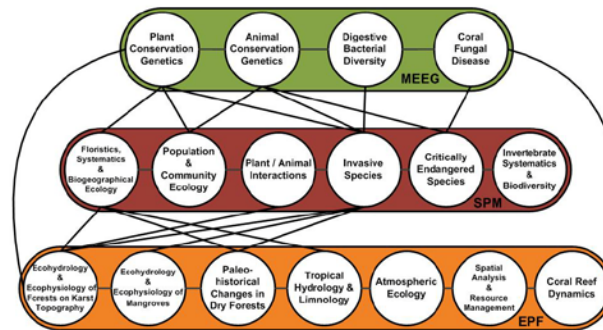 Plant
Conservation
Genetics
Animal
Conservation
Genetics
Digestive
Bacterial
Diversity
Coral
Fungal
Disease
MEEG
Floristics,
Systematics
&
Biogeographical
Ecology
Population
&
Community
Ecology
Plant / Animal
Interactions
Invasive
Species
Critically
Endangered
Species
Invertebrate
Systematics
&
Biodiversity
SPM
Ecohydrology
&
Ecophysiology of
Forests on Karst
Topography
Ecohydrology
&
Ecophysiology of
Mangroves
Paleo-
historical
Changes in
Dry Forests
Tropical
Hydrology &
Limnology
Atmospheric
Ecology
Spatial
Analysis &
Resource
Management
Coral Reef
Dynamics
EPF